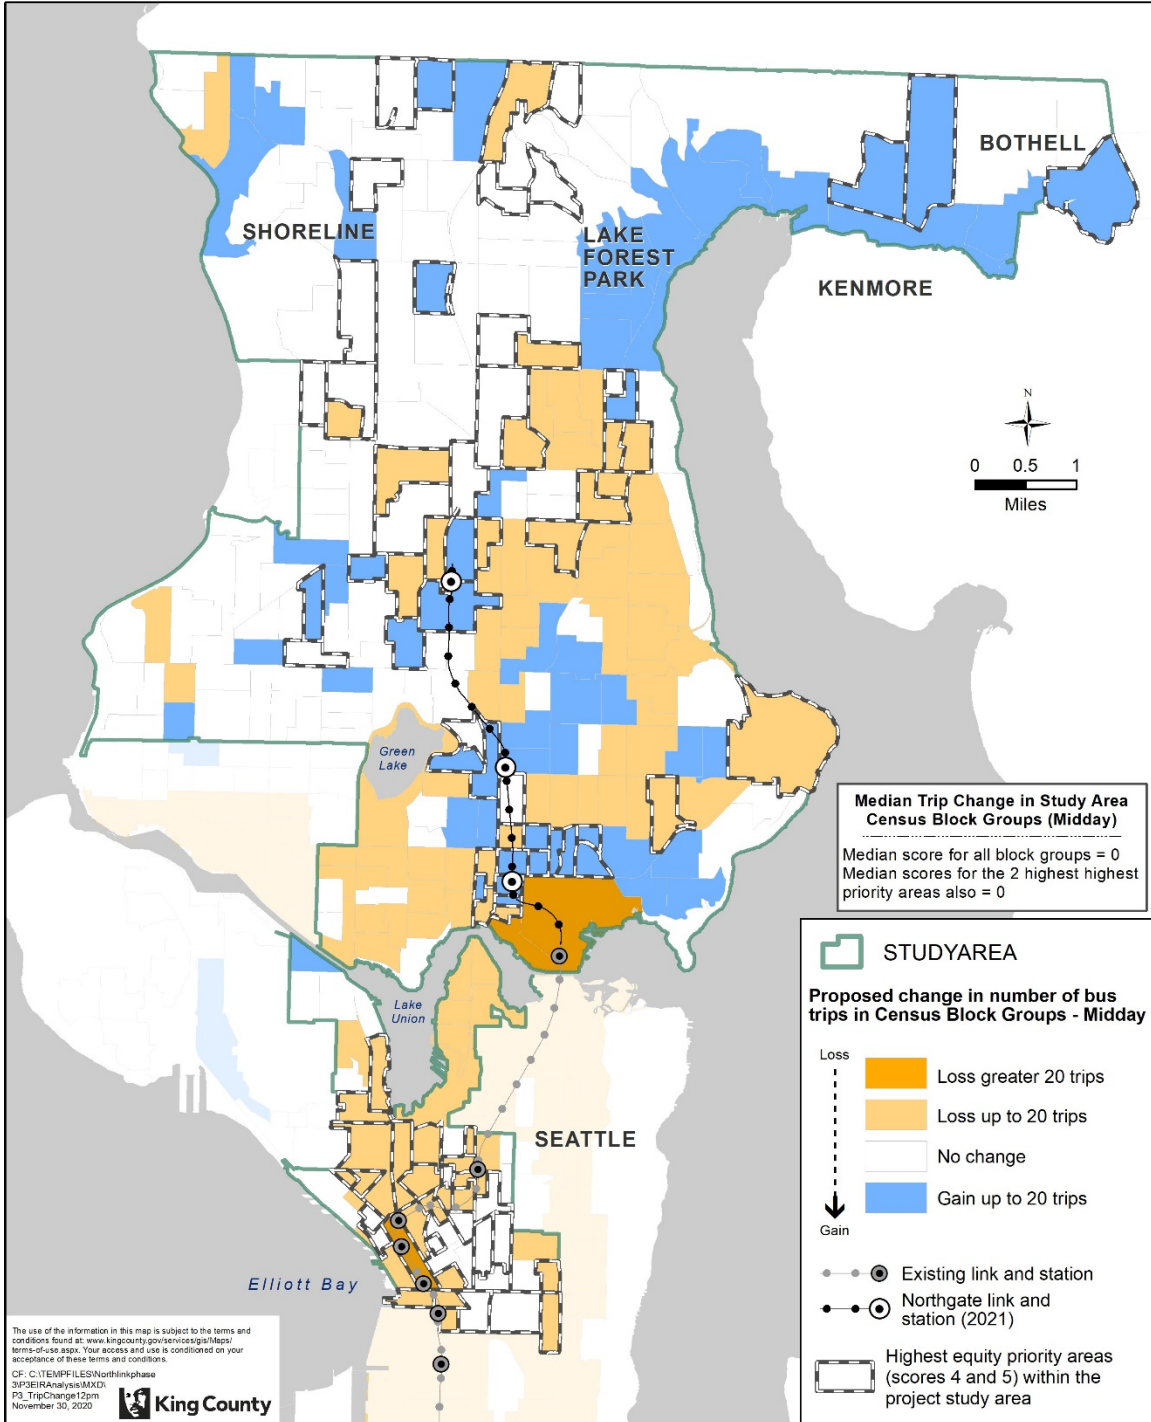 BOTHELL
SHORELINE
LAKE
FOREST
PARK
KENMORE
N
0 0.5 1
Miles
Green
Lake
Median Trip Change in Study Area
Census Block Groups (Midday)
Median score for all block groups = 0
Median scores for the 2 highest highest
priority areas also = 0
STUDYAREA
Proposed change in number of bus
trips in Census Block Groups - Midday
Loss
Loss greater 20 trips
Loss up to 20 trips
No change
Gain up to 20 trips
Gain
Existing link and station
Northgate link and
station (2021)
Highest equity priority areas
(scores 4 and 5) within the
project study area
Lake
Union
SEATTLE
Elliott Bay
The use of the information in this map is subject to the terms and
conditions found at: www.kingcounty.gov/services/gis/Maps/
terms-of-use.aspx. Your access and use is conditioned on your
acceptance of these terms and conditions.
CF: C:\TEMPFILES\Northlinkphase
3\P3EIRAnalysis\MXD\
P3_TripChange12pm
November 30, 2020
King County